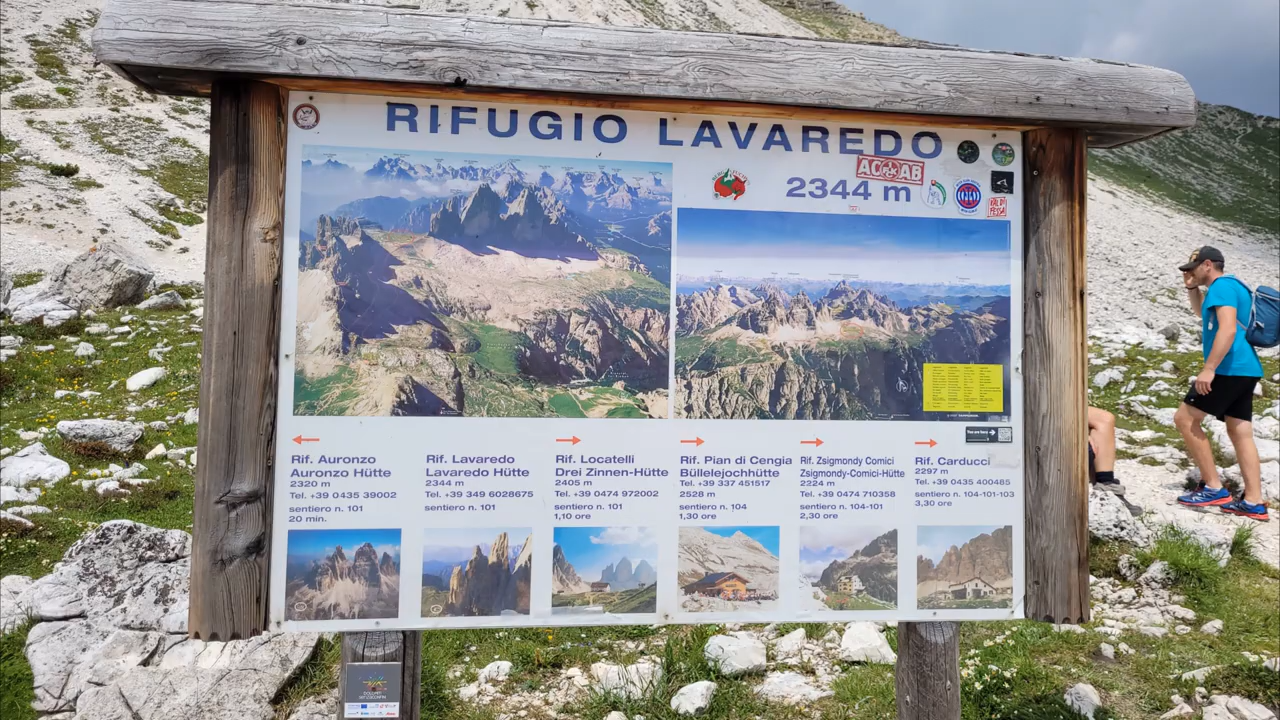 RIFUGIO LAVAREDO
2344 m
ACAB
You are here
Rif. Auronzo
Auronzo Hütte
2320 m
Tel. +39 0435 39002
sentiero n. 101
20 min.
Rif. Lavaredo
Lavaredo Hütte
2344 m
Tel. +39 349 6028675
sentiero n. 101
Rif. Locatelli
Drei Zinnen-Hütte
2405 m
Tel. +39 0474 972002
sentiero n. 101
1,10 ore
Rif. Pian di Cengia
Büllelejochhütte
Tel. +39 337 451517
2528 m
sentiero n. 104
1,30 ore
Rif. Zsigmondy Comici
Zsigmondy-Comici-Hütte
2224 m
Tel. +39 0474 710358
sentiero n. 104-101
2,30 ore
Rif. Carducci
2297 m
Tel. +39 0435 400485
sentiero n. 104-101-103
3,30 ore